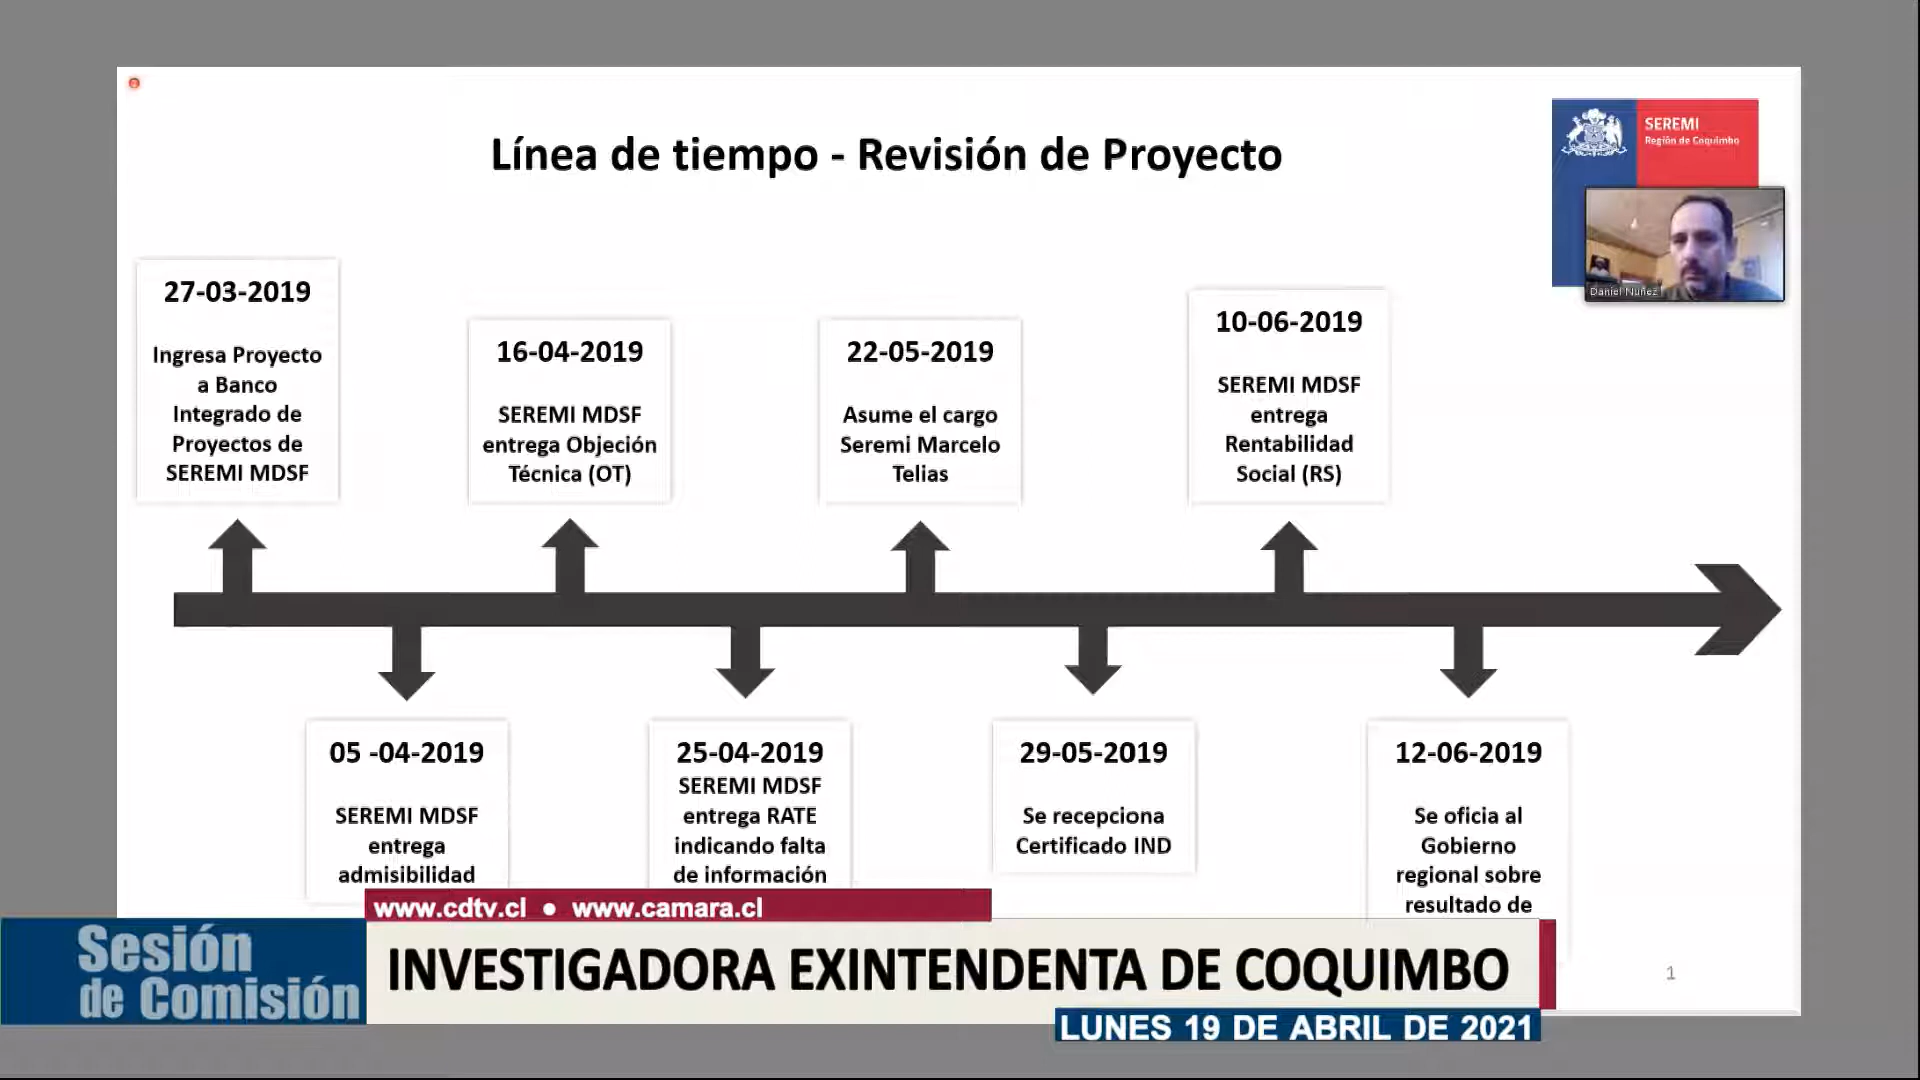 Línea de tiempo - Revisión de Proyecto
SEREMI
Región de Coquimbo
Daniel Nuñez
27-03-2019
Ingresa Proyecto
a Banco
Integrado de
Proyectos de
SEREMI MDSF
16-04-2019
SEREMI MDSF
entrega Objeción
Técnica (OT)
22-05-2019
Asume el cargo
Seremi Marcelo
Telias
10-06-2019
SEREMI MDSF
entrega
Rentabilidad
Social (RS)
05 -04-2019
SEREMI MDSF
entrega
admisibilidad
25-04-2019
SEREMI MDSF
entrega RATE
indicando falta
de información
29-05-2019
Se recepciona
Certificado IND
12-06-2019
Se oficia al
Gobierno
regional sobre
resultado de
www.cdtv.cl ● www.camara.cl
Sesión
de Comisión
INVESTIGADORA EXINTENDENTA DE COQUIMBO
1
LUNES 19 DE ABRIL DE 2021